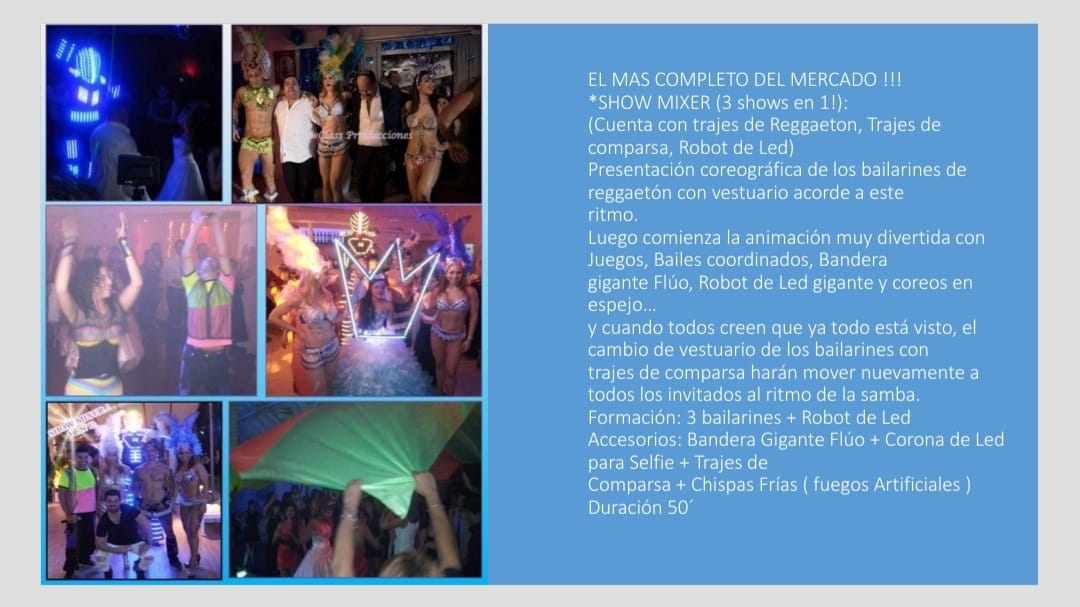 EL MAS COMPLETO DEL MERCADO !!!
*SHOW MIXER (3 shows en 1!):
(Cuenta con trajes de Reggaeton, Trajes de
comparsa, Robot de Led)
Presentación coreográfica de los bailarines de
reggaetón con vestuario acorde a este
ritmo.
Luego comienza la animación muy divertida con
Juegos, Bailes coordinados, Bandera
gigante Flúo, Robot de Led gigante y coreos en
espejo...
y cuando todos creen que ya todo está visto, el
cambio de vestuario de los bailarines con
trajes de comparsa harán mover nuevamente a
todos los invitados al ritmo de la samba.
Formación: 3 bailarines + Robot de Led
Accesorios: Bandera Gigante Flúo + Corona de Led
para Selfie + Trajes de
Comparsa + Chispas Frías ( fuegos Artificiales )
Duración 50´
Class Producciones
SHOW MIXER